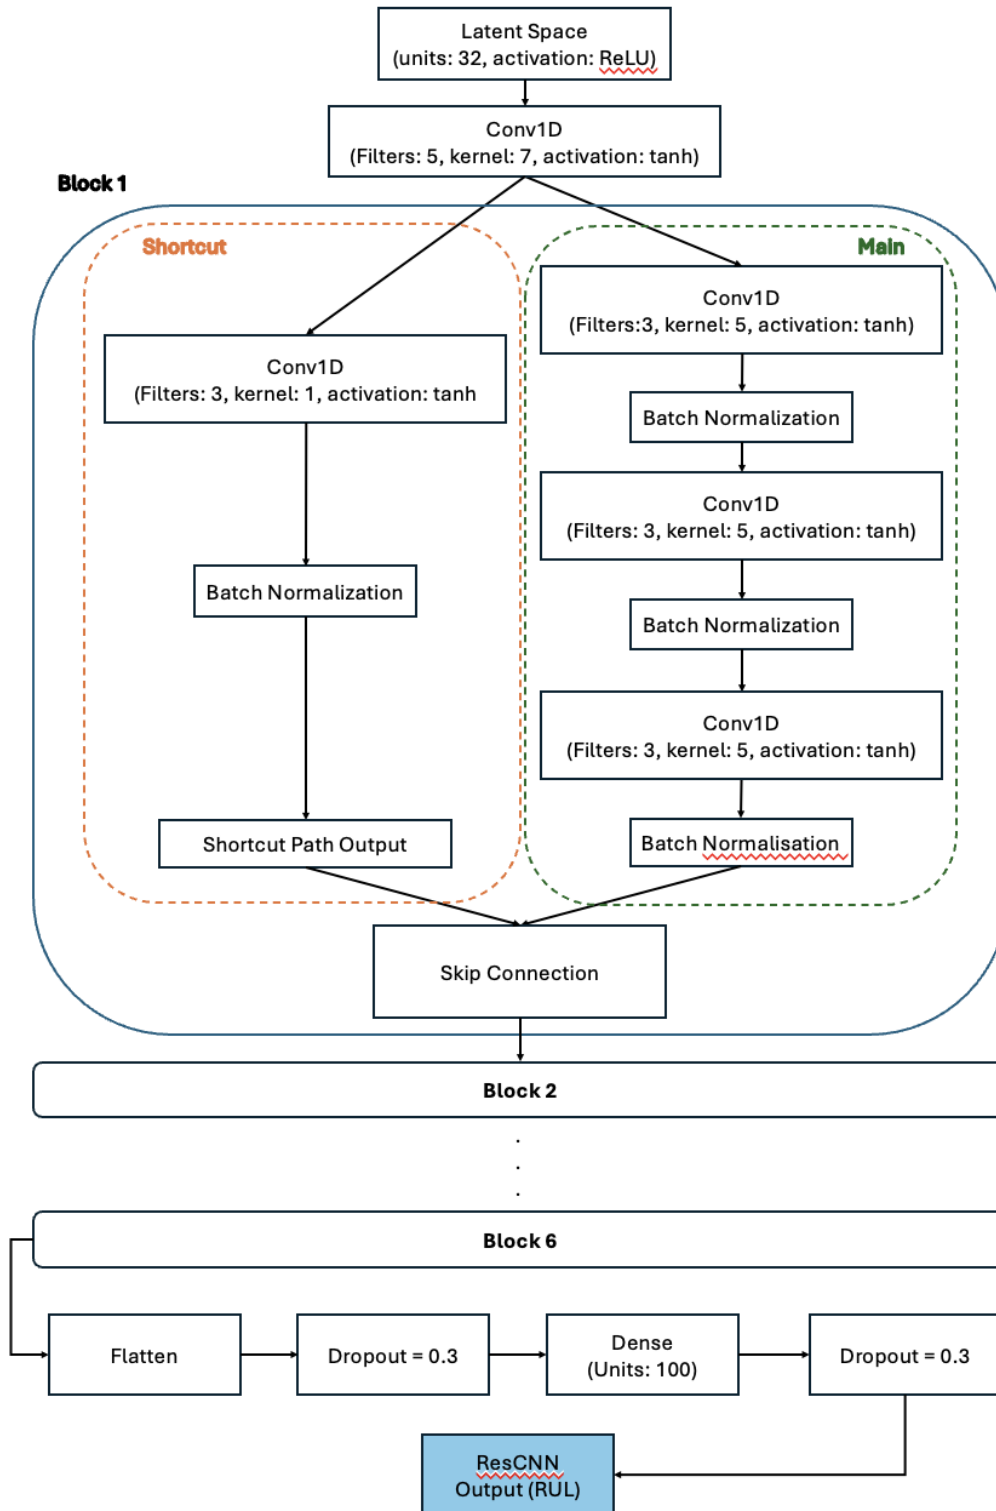 Latent Space
(units: 32, activation: ReLU)
Conv1D
(Filters: 5, kernel: 7, activation: tanh)
Block 1
Shortcut
Main
Conv1D
(Filters:3, kernel: 5, activation: tanh)
Conv1D
(Filters: 3, kernel: 1, activation: tanh
Batch Normalization
Conv1D
(Filters: 3, kernel: 5, activation: tanh)
Batch Normalization
Batch Normalization
Conv1D
(Filters: 3, kernel: 5, activation: tanh)
Shortcut Path Output
Batch Normalisation
Skip Connection
Block 2
.
.
.
Block 6
Flatten
Dropout = 0.3
Dense
(Units: 100)
Dropout = 0.3
ResCNN
Output (RUL)